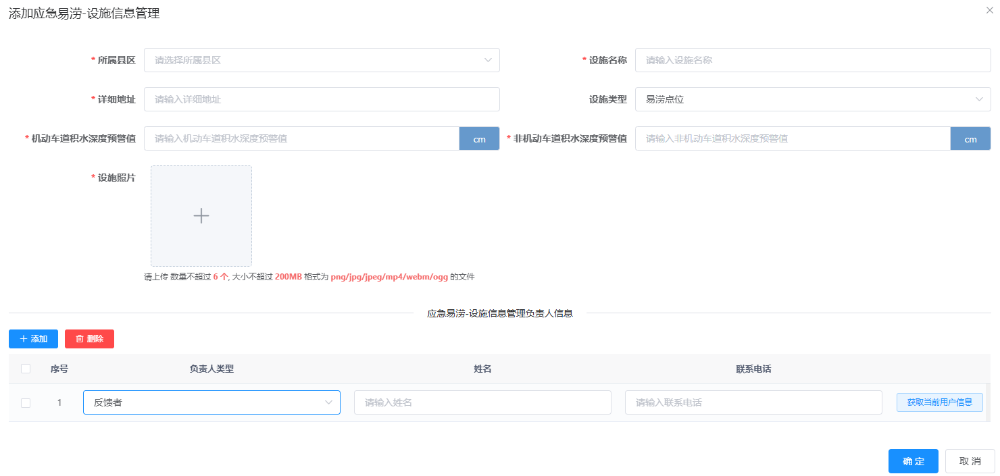 添加应急易涝-设施信息管理
* 所属县区 请选择所属县区 * 设施名称 请输入设施名称
* 详细地址 请输入详细地址 设施类型 易涝点位
* 机动车道积水深度预警值 请输入机动车道积水深度预警值 cm * 非机动车道积水深度预警值 请输入非机动车道积水深度预警值 cm
* 设施照片
请上传 数量不超过 6 个, 大小不超过 200MB 格式为 png/jpg/jpeg/mp4/webm/ogg 的文件
应急易涝-设施信息管理负责人信息
添加 删除
序号 负责人类型 姓名 联系电话
1 反馈者 请输入姓名 请输入联系电话 获取当前用户信息
确 定 取 消